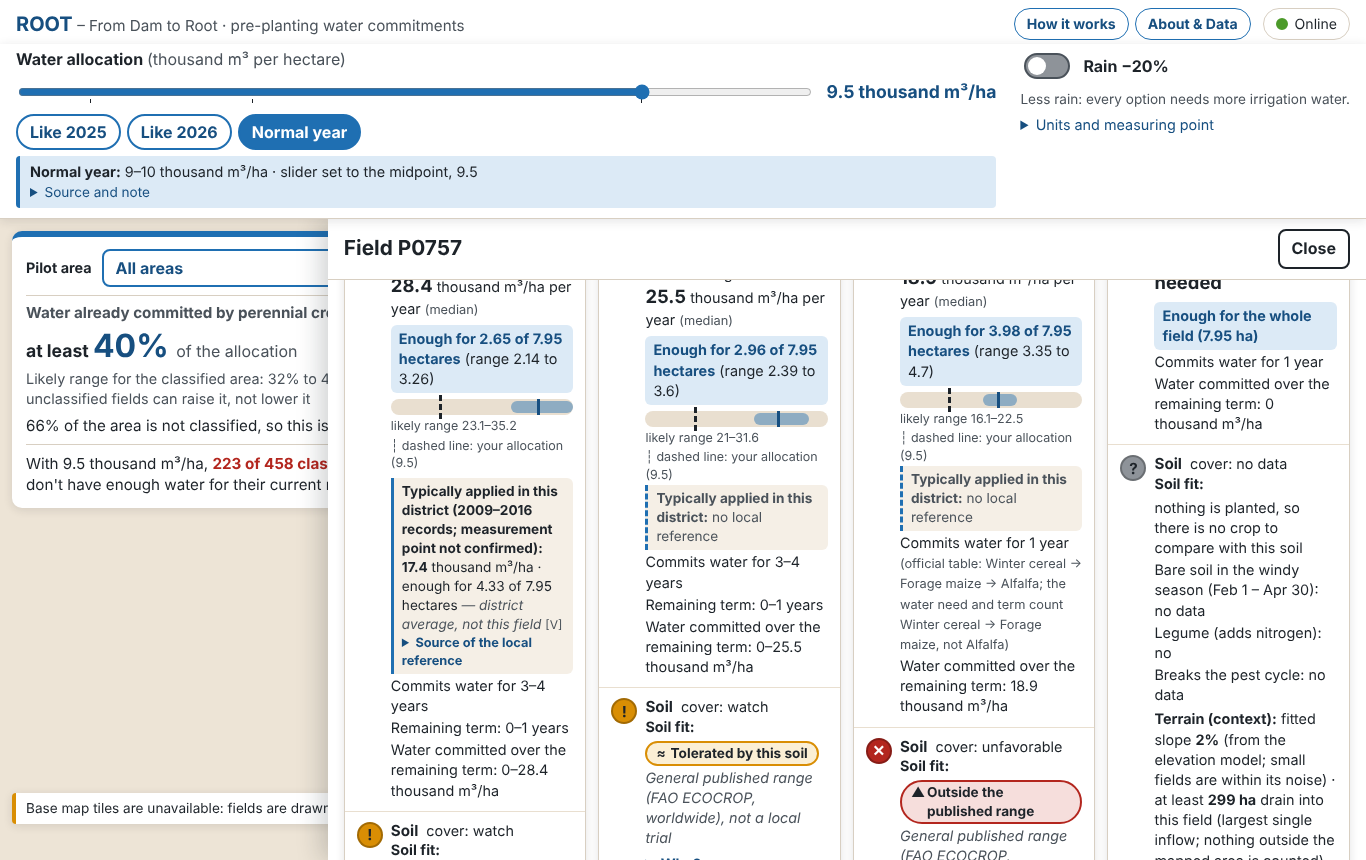 ROOT – From Dam to Root · pre-planting water commitments
How it works
About & Data
Online
Water allocation (thousand m³ per hectare)
9.5 thousand m³/ha
Like 2025
Like 2026
Normal year
Normal year: 9–10 thousand m³/ha · slider set to the midpoint, 9.5
▶ Source and note
Rain −20%
Less rain: every option needs more irrigation water.
▶ Units and measuring point
Pilot area
All areas
Water already committed by perennial cr
at least 40% of the allocation
Likely range for the classified area: 32% to 4
unclassified fields can raise it, not lower it
66% of the area is not classified, so this is
With 9.5 thousand m³/ha, 223 of 458 clas
don't have enough water for their current
Base map tiles are unavailable: fields are drawn
Field P0757
Close
28.4 thousand m³/ha per
year (median)
Enough for 2.65 of 7.95
hectares (range 2.14 to
3.26)
likely range 23.1–35.2
┆ dashed line: your allocation
(9.5)
Typically applied in this
district (2009–2016
records; measurement
point not confirmed):
17.4 thousand m³/ha ·
enough for 4.33 of 7.95
hectares — district
average, not this field [V]
▶ Source of the local
reference
Commits water for 3–4
years
Remaining term: 0–1 years
Water committed over the
remaining term: 0–28.4
thousand m³/ha
! Soil cover: watch
Soil fit:
25.5 thousand m³/ha per
year (median)
Enough for 2.96 of 7.95
hectares (range 2.39 to
3.6)
likely range 21–31.6
┆ dashed line: your allocation
(9.5)
Typically applied in this
district: no local
reference
Commits water for 3–4
years
Remaining term: 0–1 years
Water committed over the
remaining term: 0–25.5
thousand m³/ha
! Soil cover: watch
Soil fit:
≈ Tolerated by this soil
General published range
(FAO ECOCROP,
worldwide), not a local
trial
thousand m³/ha per
year (median)
Enough for 3.98 of 7.95
hectares (range 3.35 to
4.7)
likely range 16.1–22.5
┆ dashed line: your allocation
(9.5)
Typically applied in this
district: no local
reference
Commits water for 1 year
(official table: Winter cereal →
Forage maize → Alfalfa; the
water need and term count
Winter cereal → Forage
maize, not Alfalfa)
Water committed over the
remaining term: 18.9
thousand m³/ha
✕ Soil cover: unfavorable
Soil fit:
▲ Outside the
published range
General published range
(FAO ECOCROP,
needed
Enough for the whole
field (7.95 ha)
Commits water for 1 year
Water committed over the
remaining term: 0
thousand m³/ha
? Soil cover: no data
Soil fit:
nothing is planted, so
there is no crop to
compare with this soil
Bare soil in the windy
season (Feb 1 – Apr 30):
no data
Legume (adds nitrogen):
no
Breaks the pest cycle: no
data
Terrain (context): fitted
slope 2% (from the
elevation model; small
fields are within its noise) ·
at least 299 ha drain into
this field (largest single
inflow; nothing outside the
mapped area is counted)